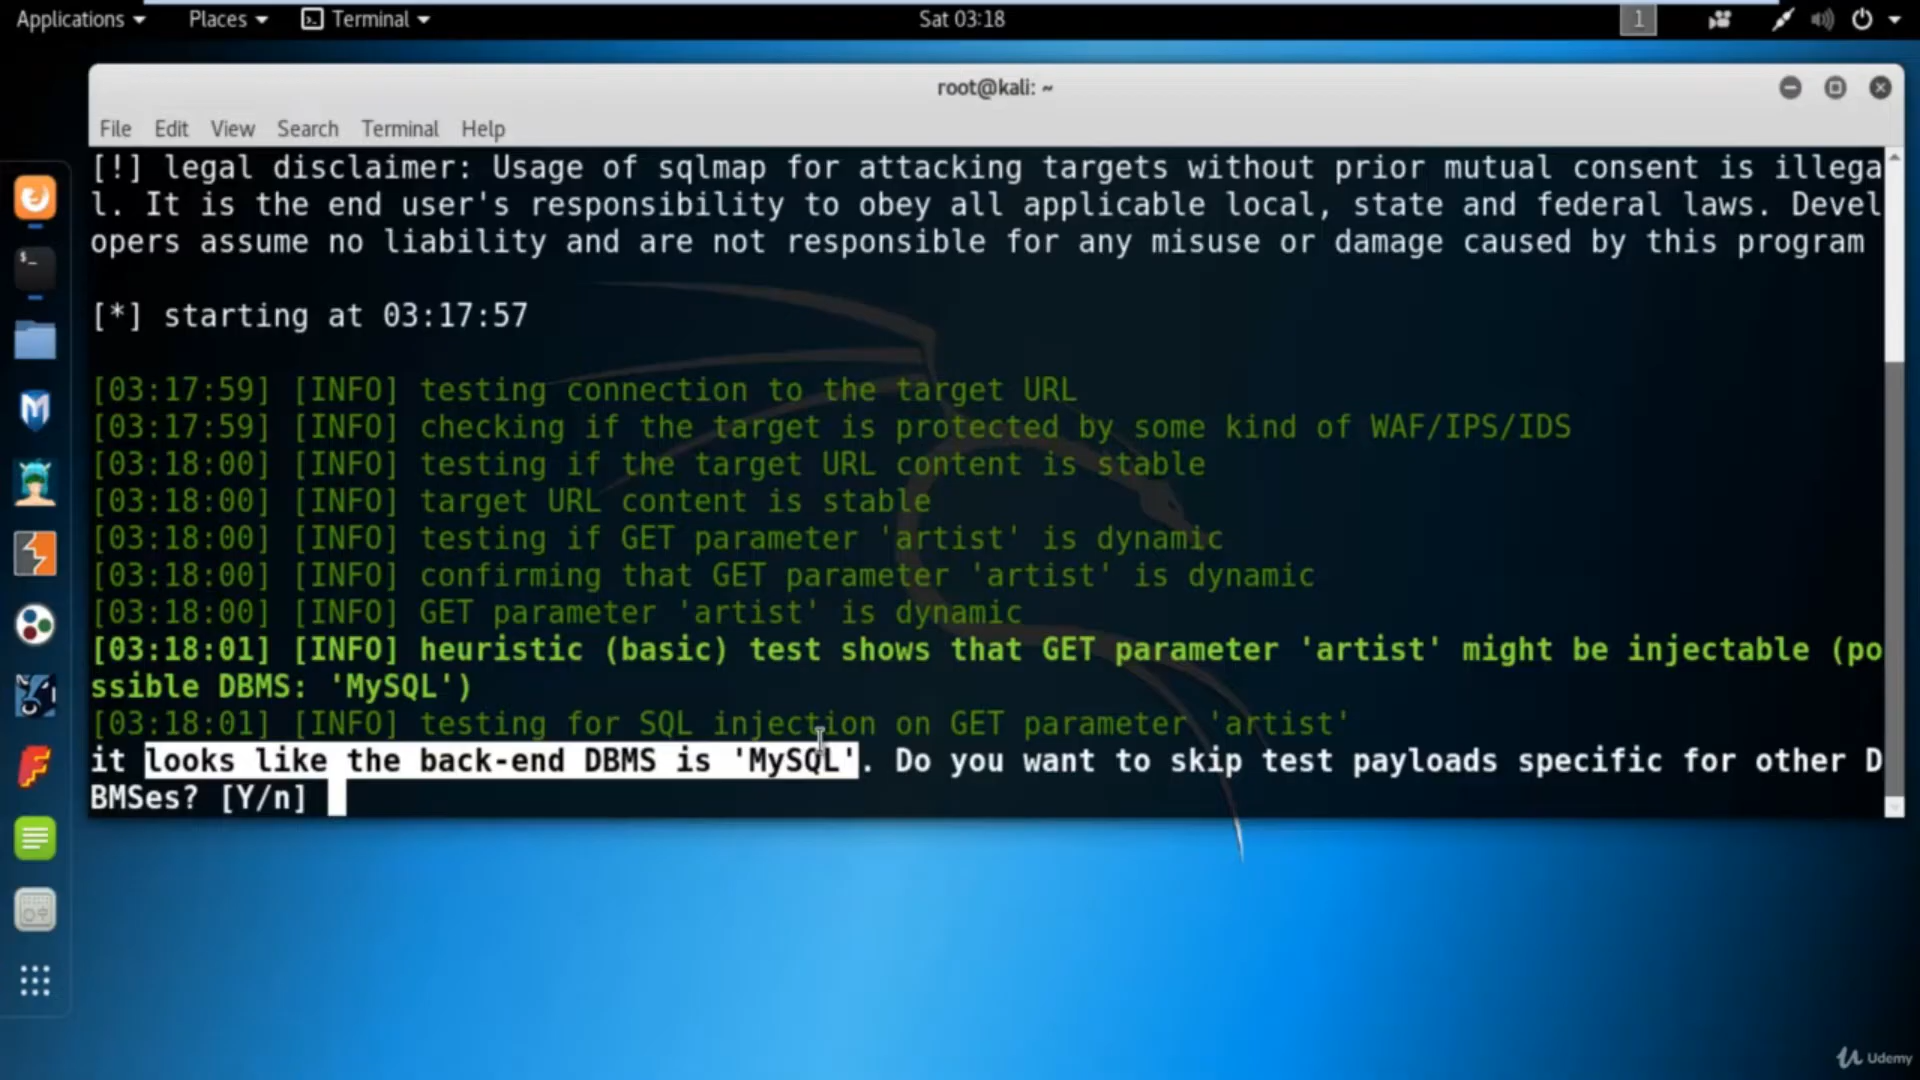 Applications Places Terminal Sat 03:18 1
root@kali: ~
File Edit View Search Terminal Help
[!] legal disclaimer: Usage of sqlmap for attacking targets without prior mutual consent is illega
l. It is the end user's responsibility to obey all applicable local, state and federal laws. Devel
opers assume no liability and are not responsible for any misuse or damage caused by this program
[*] starting at 03:17:57
[03:17:59] [INFO] testing connection to the target URL
[03:17:59] [INFO] checking if the target is protected by some kind of WAF/IPS/IDS
[03:18:00] [INFO] testing if the target URL content is stable
[03:18:00] [INFO] target URL content is stable
[03:18:00] [INFO] testing if GET parameter 'artist' is dynamic
[03:18:00] [INFO] confirming that GET parameter 'artist' is dynamic
[03:18:00] [INFO] GET parameter 'artist' is dynamic
[03:18:01] [INFO] heuristic (basic) test shows that GET parameter 'artist' might be injectable (po
ssible DBMS: 'MySQL')
[03:18:01] [INFO] testing for SQL injection on GET parameter 'artist'
it looks like the back-end DBMS is 'MySQL'. Do you want to skip test payloads specific for other D
BMSes? [Y/n]
Udemy